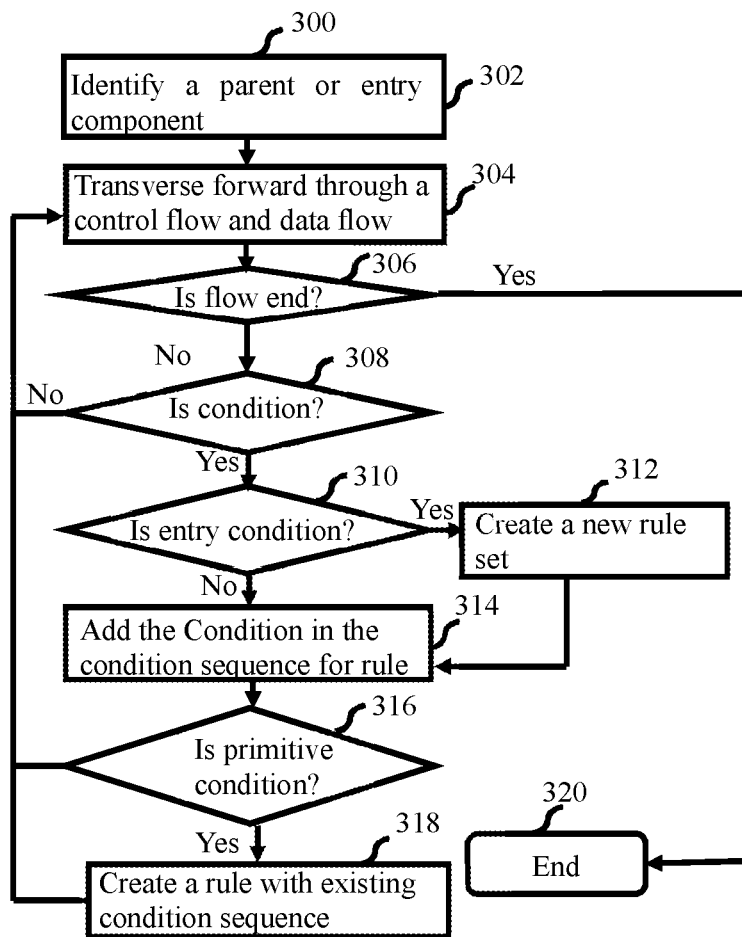 300
Identify a parent or entry
component
302
Transverse forward through a
control flow and data flow
304
306
Is flow end?
Yes
No
308
No
Is condition?
Yes
310
312
Is entry condition?
Yes
Create a new rule
set
No
314
Add the Condition in the
condition sequence for rule
316
Is primitive
condition?
320
Yes
318
End
Create a rule with existing
condition sequence